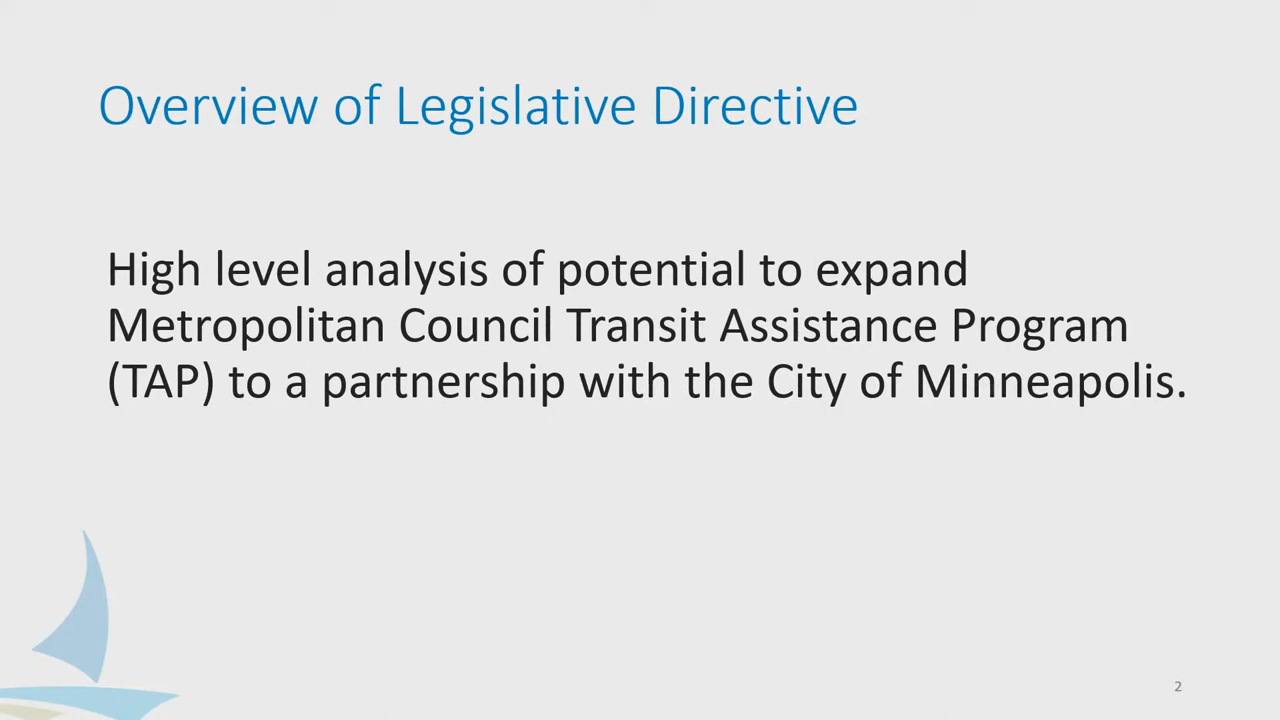 Overview of Legislative Directive
High level analysis of potential to expand
Metropolitan Council Transit Assistance Program
(TAP) to a partnership with the City of Minneapolis.
2